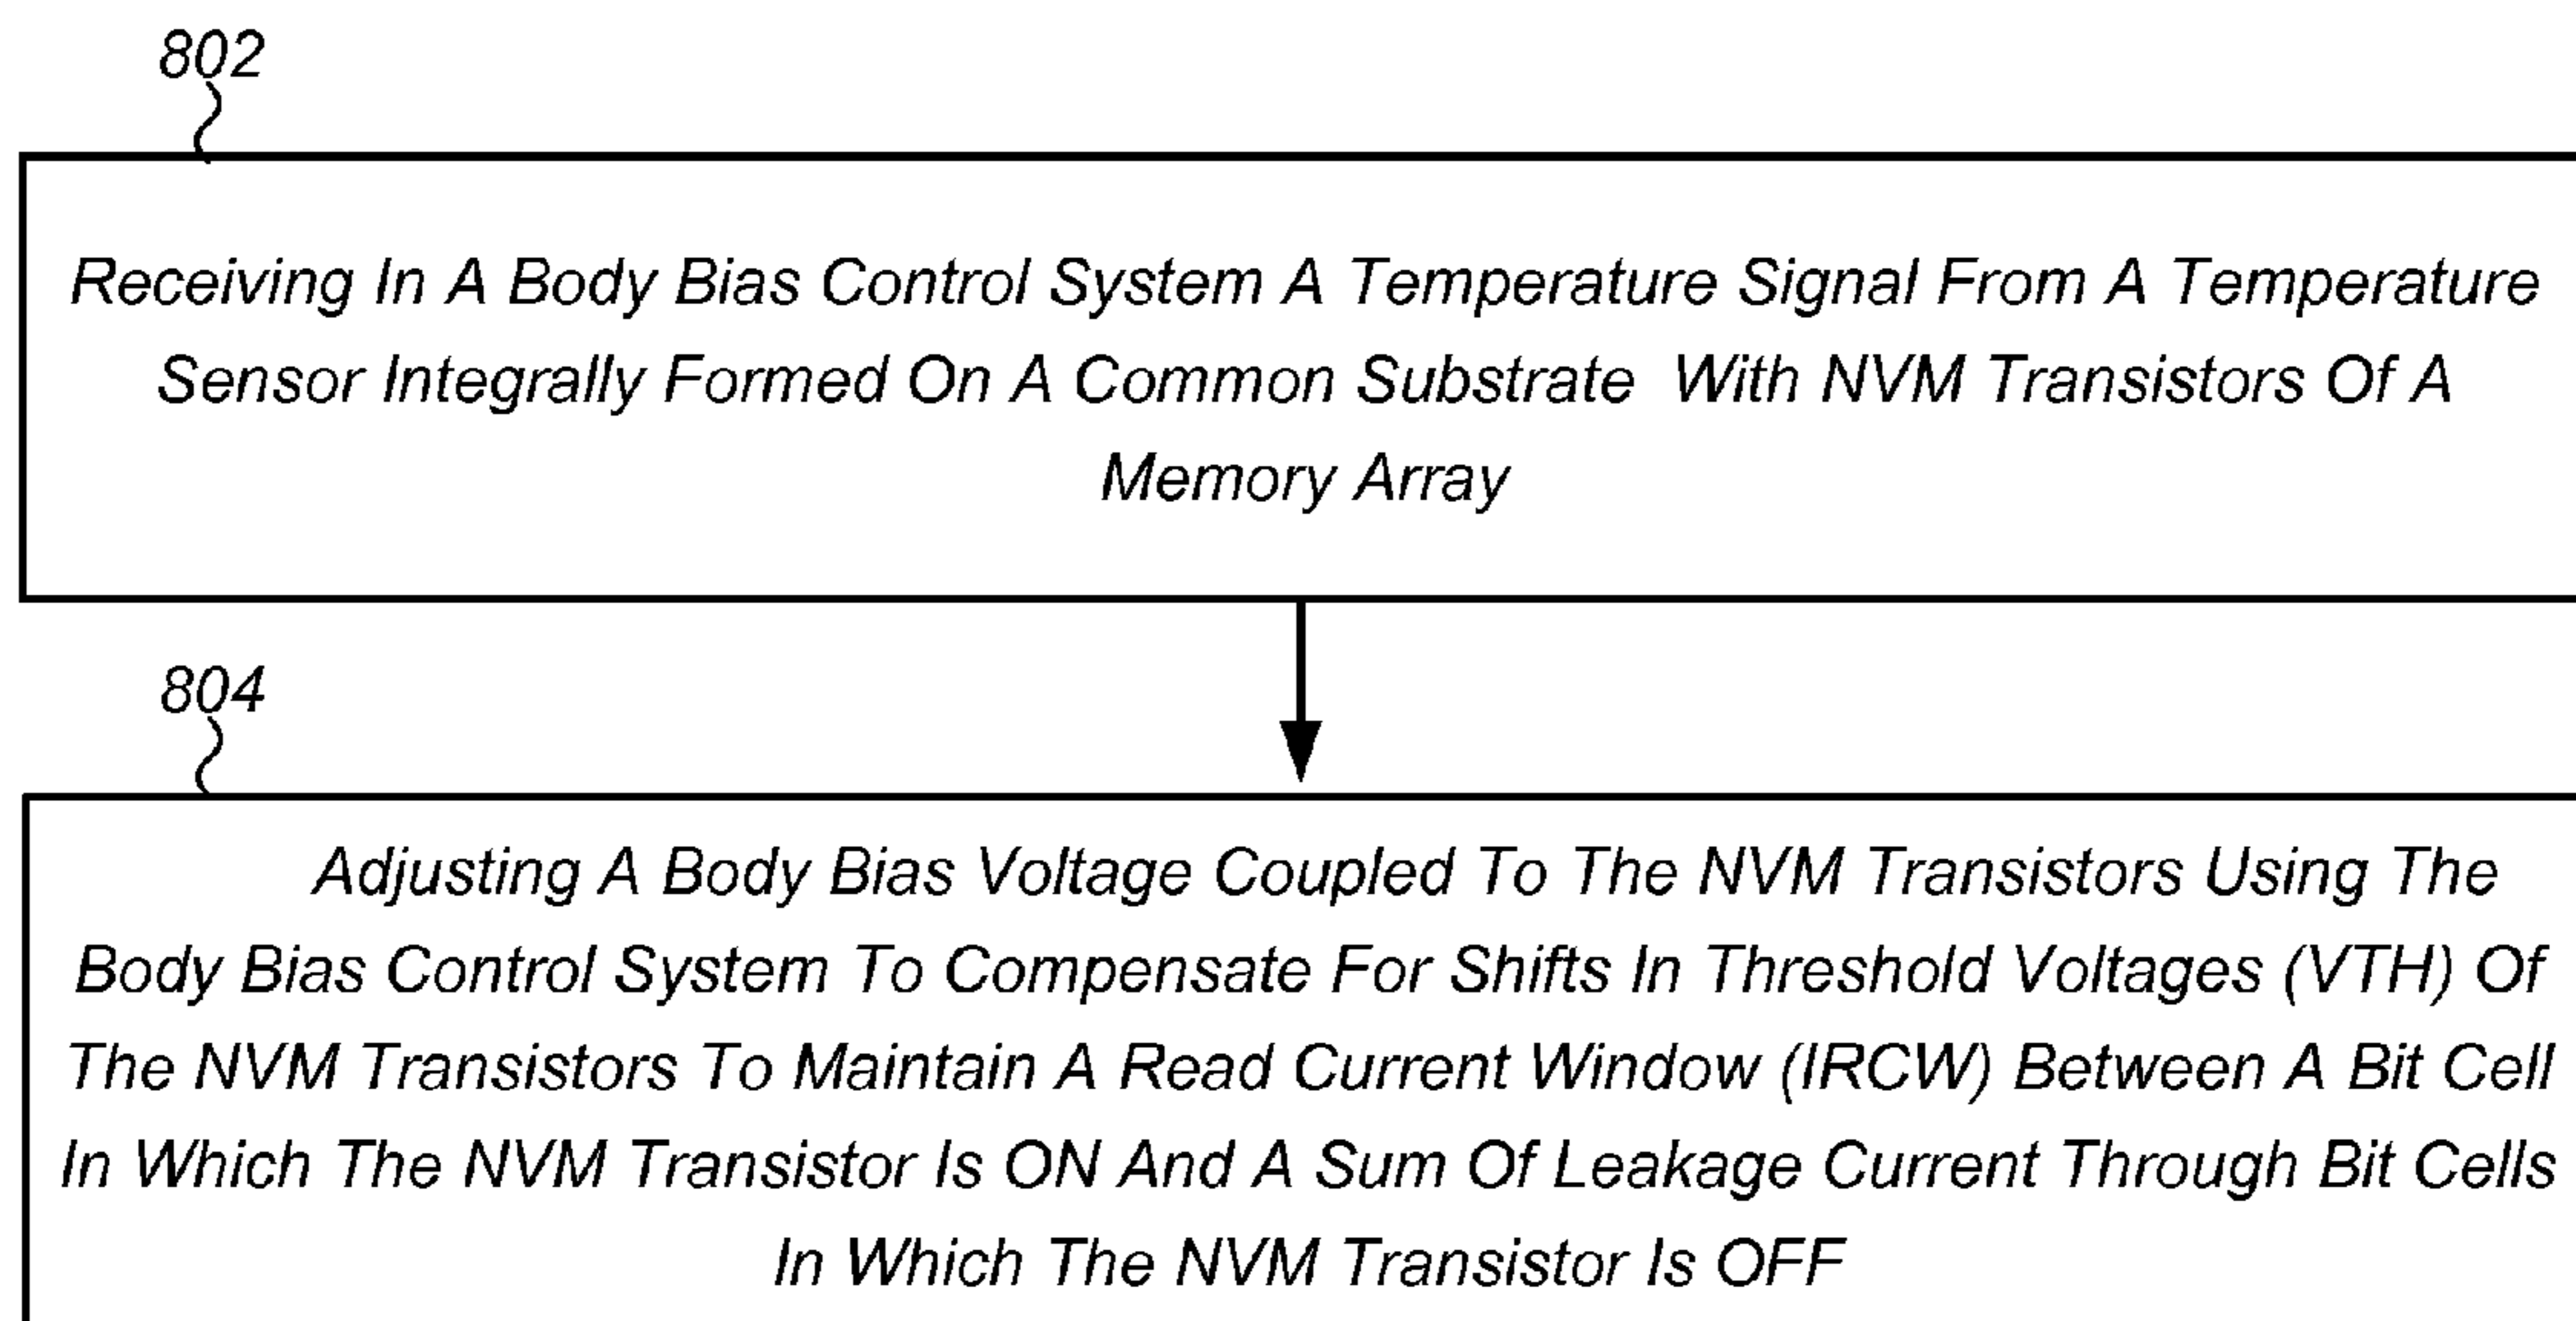 802
Receiving In A Body Bias Control System A Temperature Signal From A Temperature
Sensor Integrally Formed On A Common Substrate With NVM Transistors Of A
Memory Array
804
Adjusting A Body Bias Voltage Coupled To The NVM Transistors Using The
Body Bias Control System To Compensate For Shifts In Threshold Voltages (VTH) Of
The NVM Transistors To Maintain A Read Current Window (IRCW) Between A Bit Cell
In Which The NVM Transistor Is ON And A Sum Of Leakage Current Through Bit Cells
In Which The NVM Transistor Is OFF